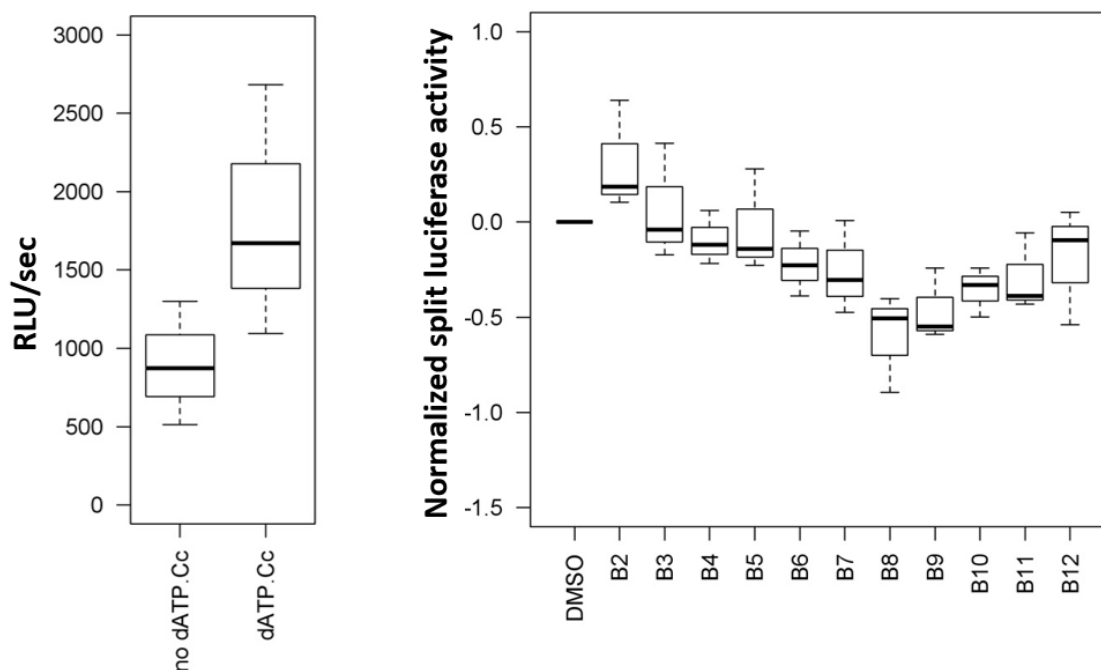 RLU/sec
3000
2500
2000
1500
1000
500
0
no dATP.Cc
dATP.Cc
Normalized split luciferase activity
1.0
0.5
0.0
-0.5
-1.0
-1.5
DMSO
B2
B3
B4
B5
B6
B7
B8
B9
B10
B11
B12